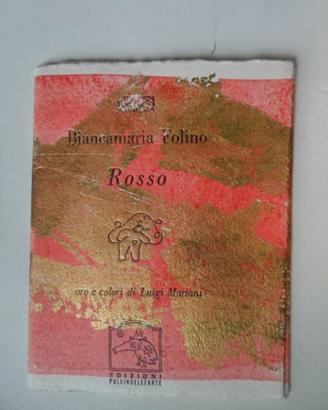 Biancamaria Folino
Rosso
oro e colori di Luigi Mariani
EDIZIONI
PULCINOELEFANTE